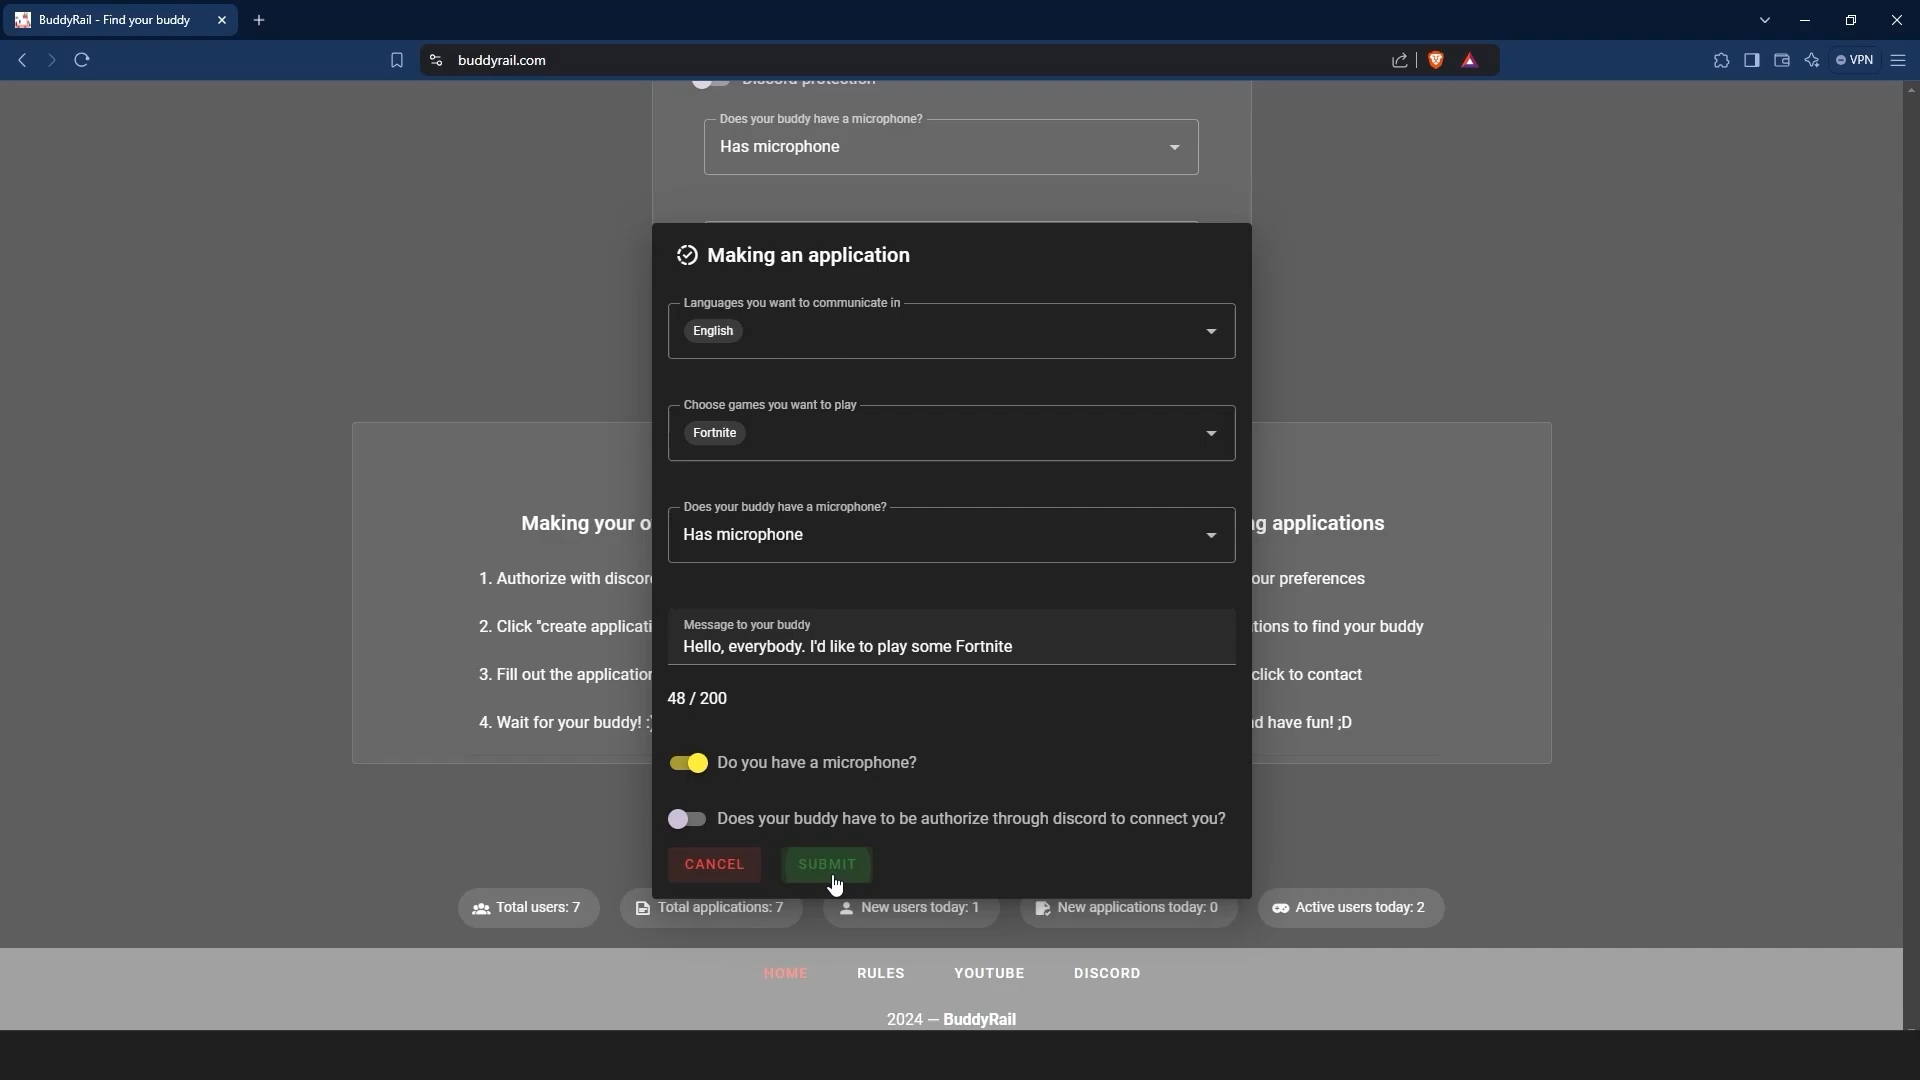 BuddyRail - Find your buddy
buddyrail.com
VPN
Discord protection
Does your buddy have a microphone?
Has microphone
Making an application
Languages you want to communicate in
English
Choose games you want to play
Fortnite
Does your buddy have a microphone?
Has microphone
Message to your buddy
Hello, everybody. I'd like to play some Fortnite
48 / 200
Do you have a microphone?
Does your buddy have to be authorize through discord to connect you?
CANCEL
SUBMIT
Making your o
1. Authorize with discor
2. Click "create applicati
3. Fill out the application
4. Wait for your buddy! :)
ng applications
our preferences
tions to find your buddy
click to contact
d have fun! ;D
Total users: 7
Total applications: 7
New users today: 1
New applications today: 0
Active users today: 2
HOME
RULES
YOUTUBE
DISCORD
2024 — BuddyRail